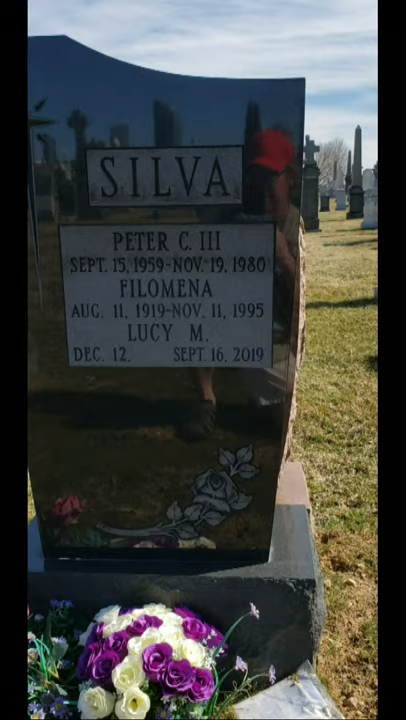 SILVA
PETER C. III
SEPT. 15, 1959-NOV. 19, 1980
FILOMENA
AUG. 11, 1919-NOV. 11, 1995
LUCY M.
DEC. 12, SEPT. 16, 2019